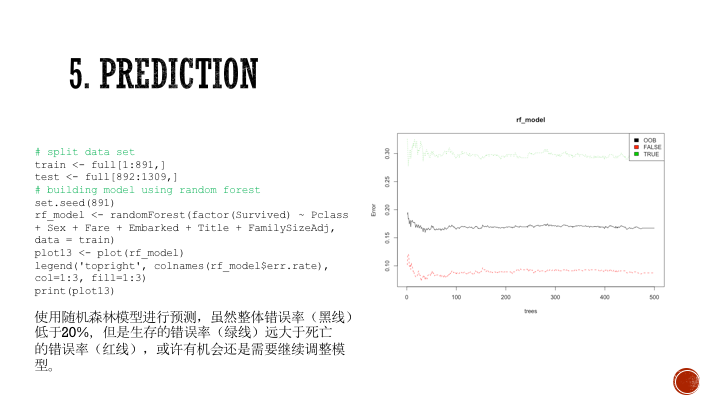 5. PREDICTION
# split data set
train <- full[1:891,]
test <- full[892:1309,]
# building model using random forest
set.seed(891)
rf_model <- randomForest(factor(Survived) ~ Pclass
+ Sex + Fare + Embarked + Title + FamilySizeAdj,
data = train)
plot13 <- plot(rf_model)
legend('topright', colnames(rf_model$err.rate),
col=1:3, fill=1:3)
print(plot13)
使用随机森林模型进行预测，虽然整体错误率（黑线）
低于20%，但是生存的错误率（绿线）远大于死亡
的错误率（红线），或许有机会还是需要继续调整模
型。
rf_model
OOB
FALSE
TRUE
Error
0.30
0.25
0.20
0.15
0.10
0 100 200 300 400 500
trees